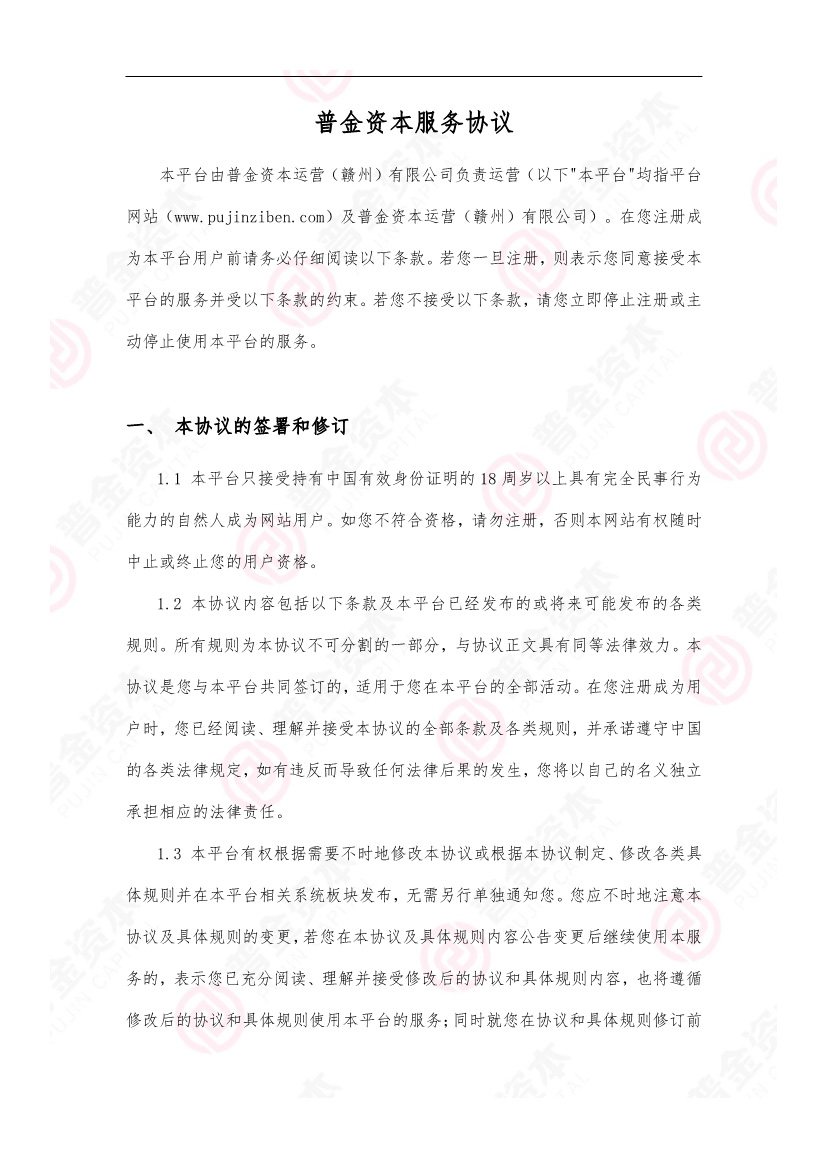 普金资本服务协议
本平台由普金资本运营（赣州）有限公司负责运营（以下"本平台"均指平台
网站（www.pujinziben.com）及普金资本运营（赣州）有限公司）。在您注册成
为本平台用户前请务必仔细阅读以下条款。若您一旦注册，则表示您同意接受本
平台的服务并受以下条款的约束。若您不接受以下条款，请您立即停止注册或主
动停止使用本平台的服务。
一、 本协议的签署和修订
1.1 本平台只接受持有中国有效身份证明的 18 周岁以上具有完全民事行为
能力的自然人成为网站用户。如您不符合资格，请勿注册，否则本网站有权随时
中止或终止您的用户资格。
1.2 本协议内容包括以下条款及本平台已经发布的或将来可能发布的各类
规则。所有规则为本协议不可分割的一部分，与协议正文具有同等法律效力。本
协议是您与本平台共同签订的，适用于您在本平台的全部活动。在您注册成为用
户时，您已经阅读、理解并接受本协议的全部条款及各类规则，并承诺遵守中国
的各类法律规定，如有违反而导致任何法律后果的发生，您将以自己的名义独立
承担相应的法律责任。
1.3 本平台有权根据需要不时地修改本协议或根据本协议制定、修改各类具
体规则并在本平台相关系统板块发布，无需另行单独通知您。您应不时地注意本
协议及具体规则的变更，若您在本协议及具体规则内容公告变更后继续使用本服
务的，表示您已充分阅读、理解并接受修改后的协议和具体规则内容，也将遵循
修改后的协议和具体规则使用本平台的服务；同时就您在协议和具体规则修订前
普金资本
PUJIN CAPITAL